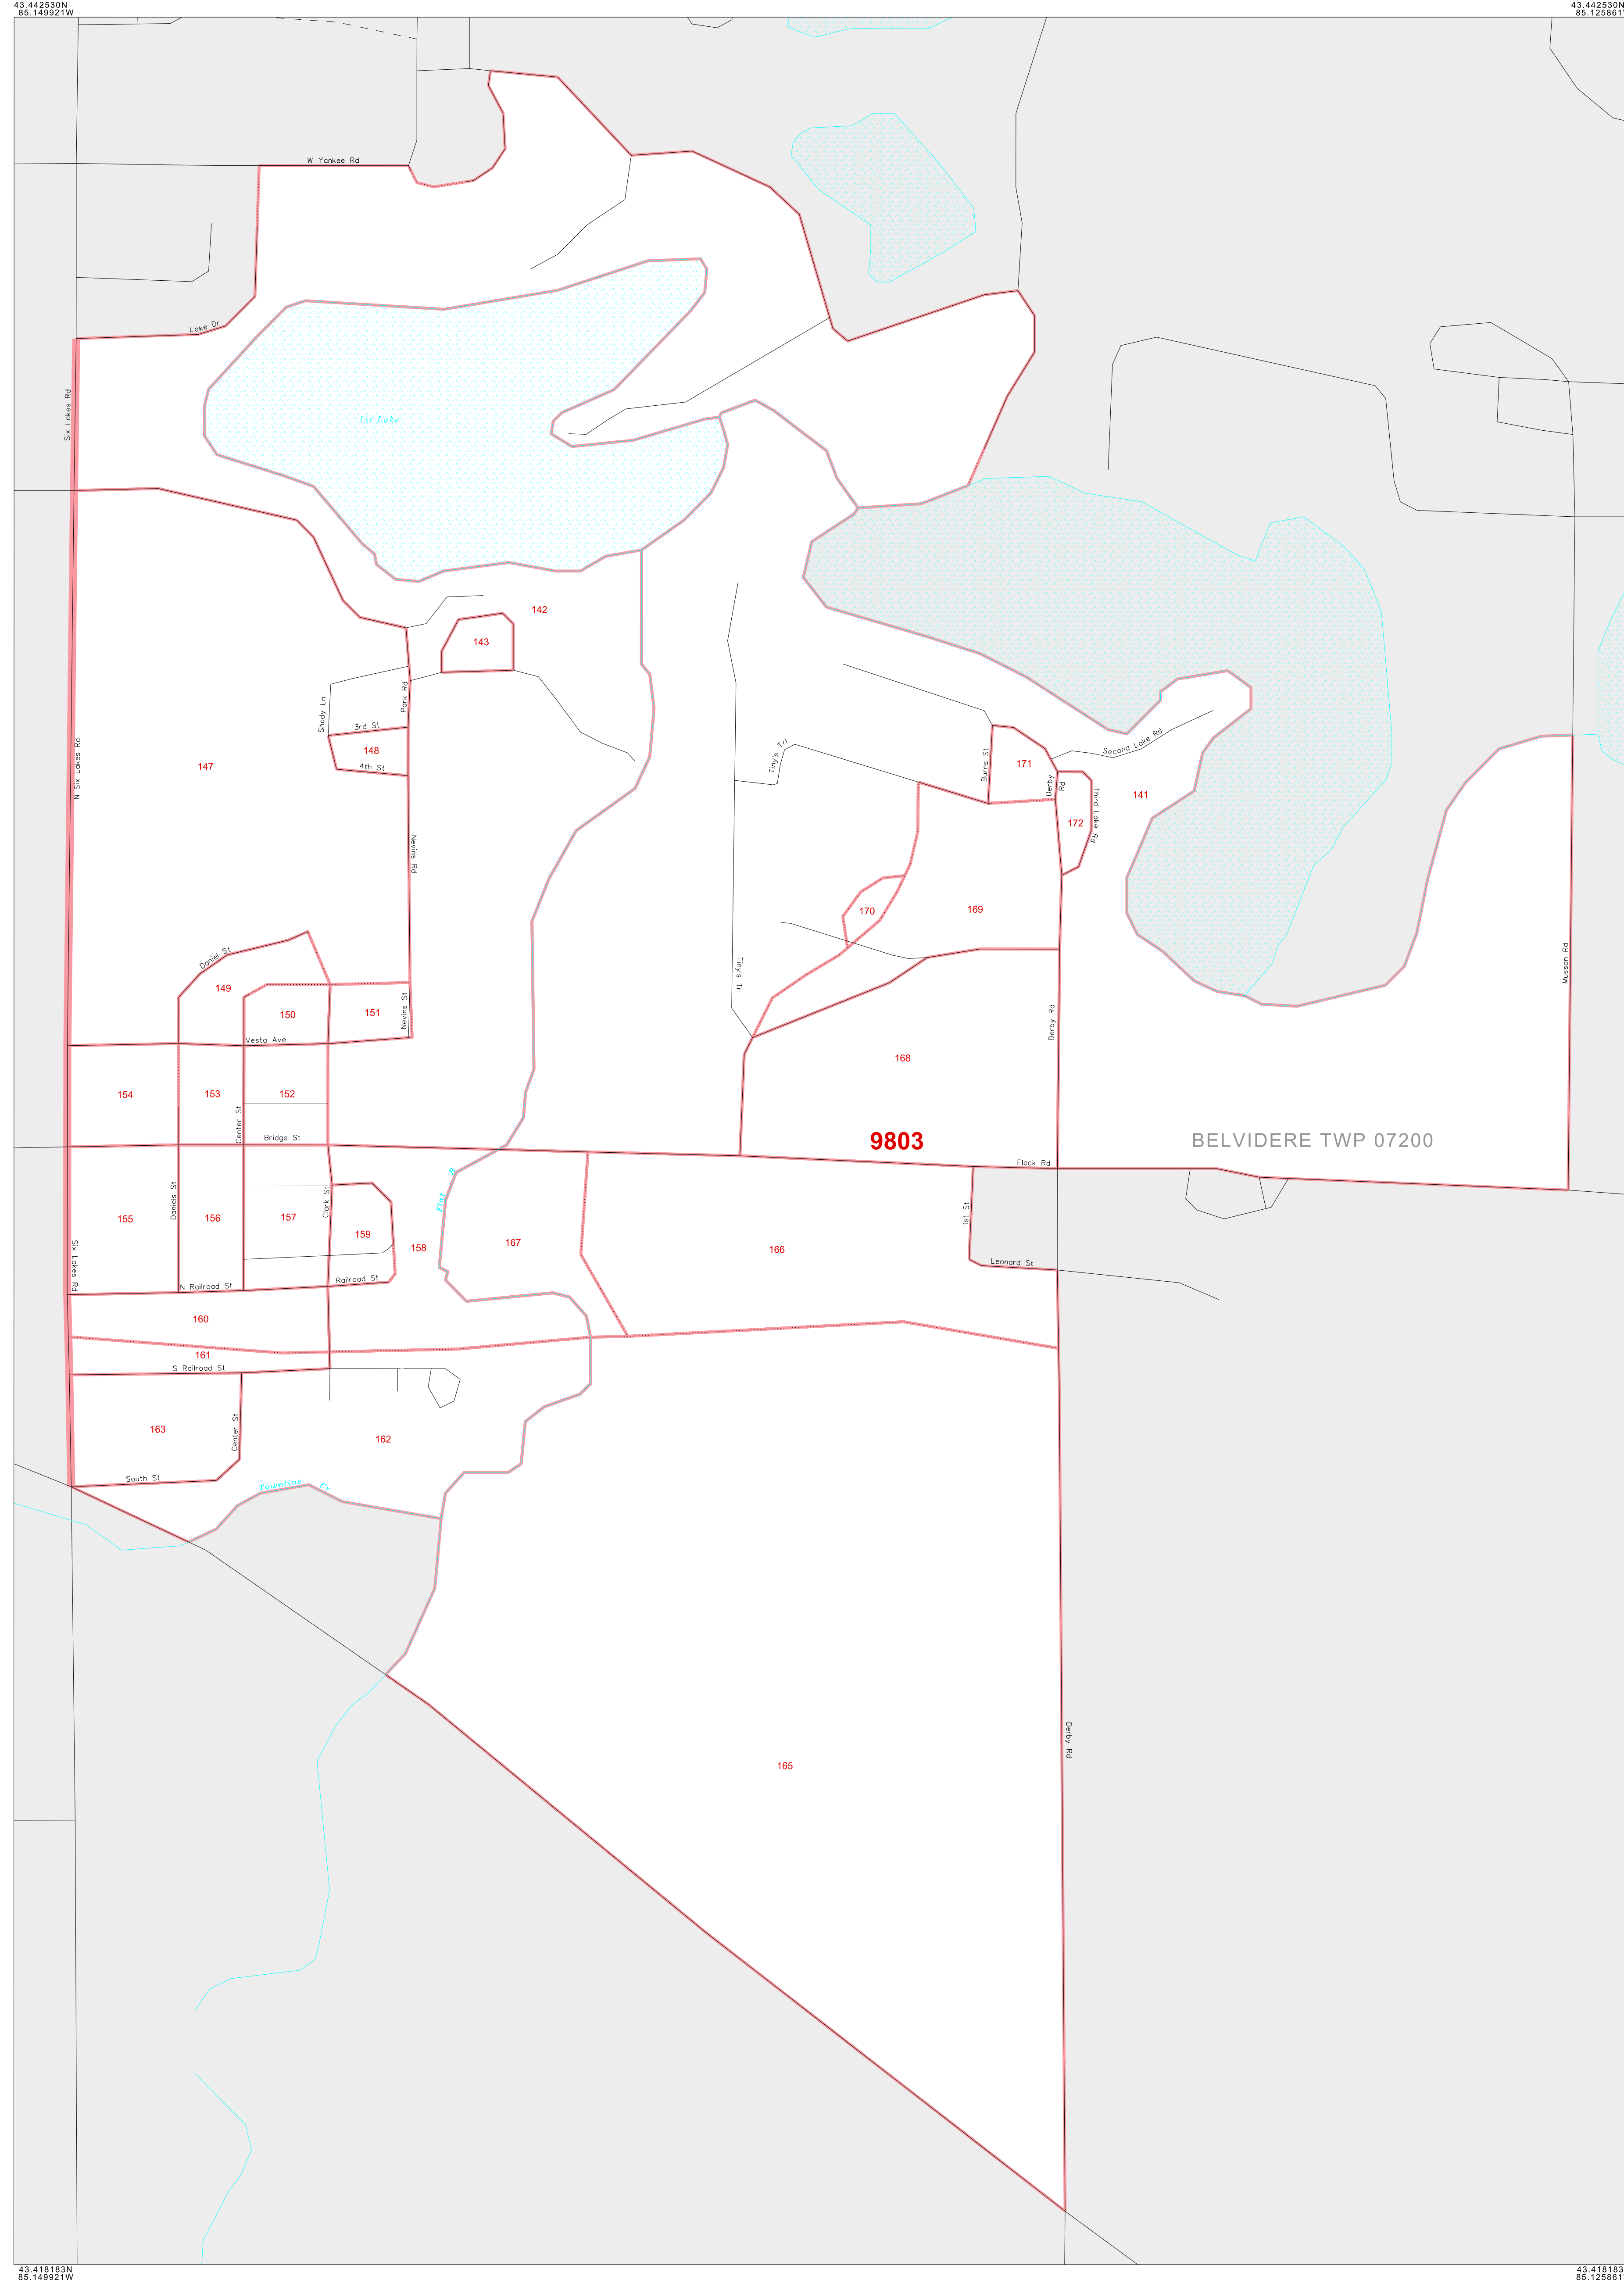 43.442530N
85.149921W
43.442530N
85.125861
W Yankee Rd
Lake Dr
Six Lakes Rd
1st Lake
142
143
Shady Ln
Park Rd
3rd St
148
4th St
147
N Six Lakes Rd
Nevins Rd
Tiny's Trl
Burns St
171
Derby Rd
Second Lake Rd
141
Third Lake Rd
172
170
169
Musson Rd
Daniel St
149
150
151
Nevins St
Vesta Ave
Tiny's Trl
Derby Rd
168
154
153
152
Center St
Bridge St
9803
BELVIDERE TWP 07200
Fleck Rd
Flat R
Daniels St
155
156
157
Clark St
159
158
167
166
1st St
Leonard St
Six Lakes Rd
N Railroad St
Railroad St
160
161
S Railroad St
163
Center St
162
South St
Townline Cr
165
Derby Rd
43.418183N
85.149921W
43.418183
85.125861